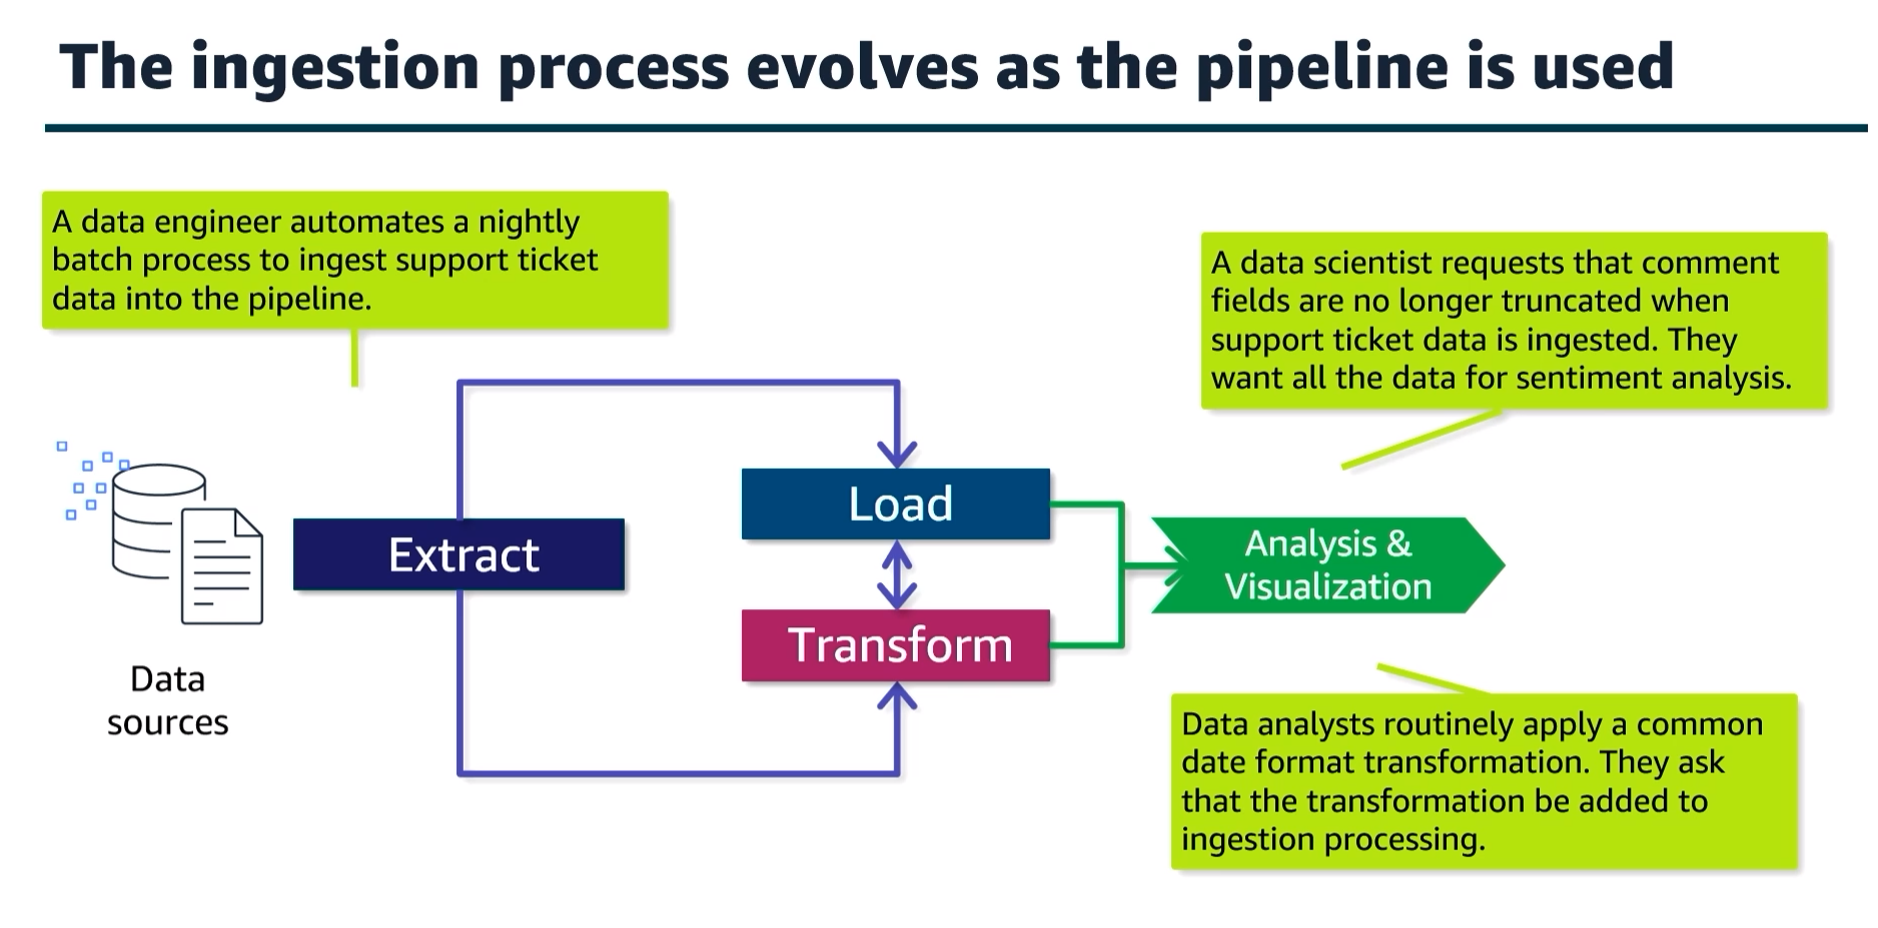 The ingestion process evolves as the pipeline is used
A data engineer automates a nightly
batch process to ingest support ticket
data into the pipeline.
A data scientist requests that comment
fields are no longer truncated when
support ticket data is ingested. They
want all the data for sentiment analysis.
Data
sources
Extract
Load
Transform
Analysis &
Visualization
Data analysts routinely apply a common
date format transformation. They ask
that the transformation be added to
ingestion processing.